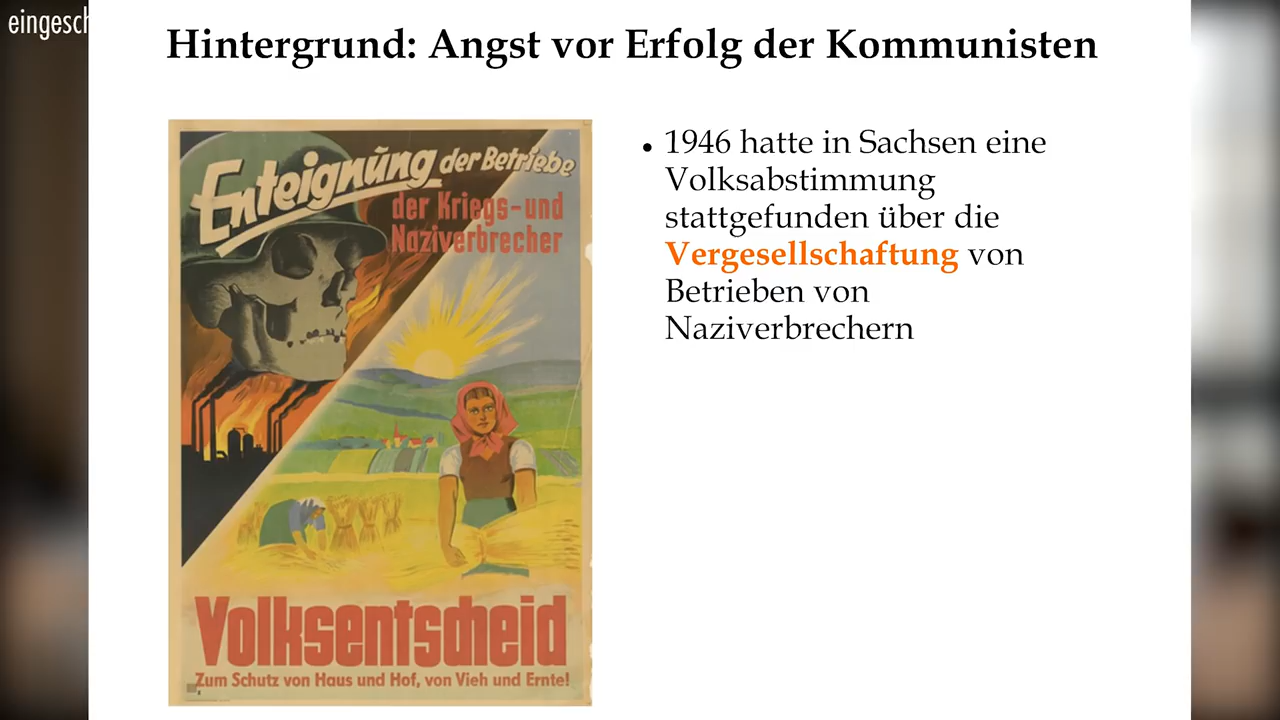 eingesch
Hintergrund: Angst vor Erfolg der Kommunisten
Enteignung der Betriebe
der Kriegs- und
Naziverbrecher
Volksentscheid
Zum Schutz von Haus und Hof, von Vieh und Ernte!
• 1946 hatte in Sachsen eine
Volksabstimmung
stattgefunden über die
Vergesellschaftung von
Betrieben von
Naziverbrechern